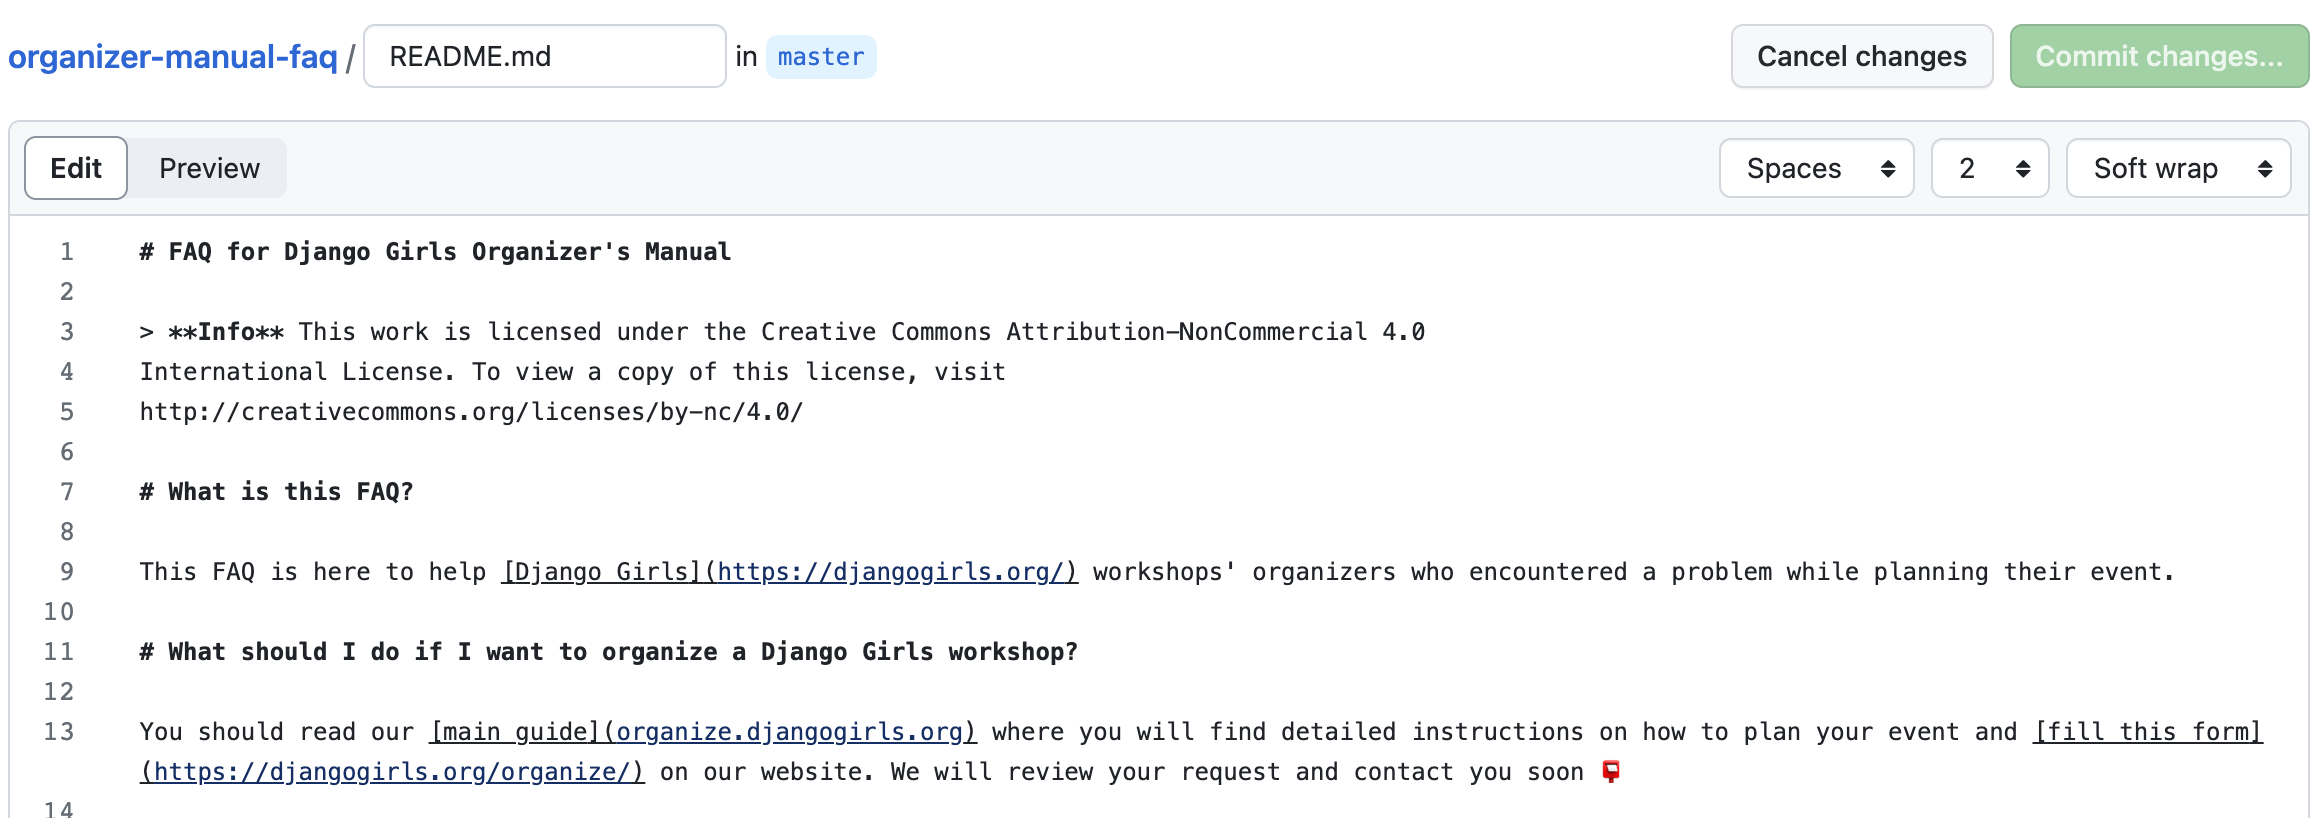 organizer-manual-faq / README.md in master Cancel changes Commit changes...
Edit Preview Spaces 2 Soft wrap
1 # FAQ for Django Girls Organizer's Manual
2
3 > **Info** This work is licensed under the Creative Commons Attribution-NonCommercial 4.0
4 International License. To view a copy of this license, visit
5 http://creativecommons.org/licenses/by-nc/4.0/
6
7 # What is this FAQ?
8
9 This FAQ is here to help [Django Girls](https://djangogirls.org/) workshops' organizers who encountered a problem while planning their event.
10
11 # What should I do if I want to organize a Django Girls workshop?
12
13 You should read our [main guide](organize.djangogirls.org) where you will find detailed instructions on how to plan your event and [fill this form]
(https://djangogirls.org/organize/) on our website. We will review your request and contact you soon 📮
14